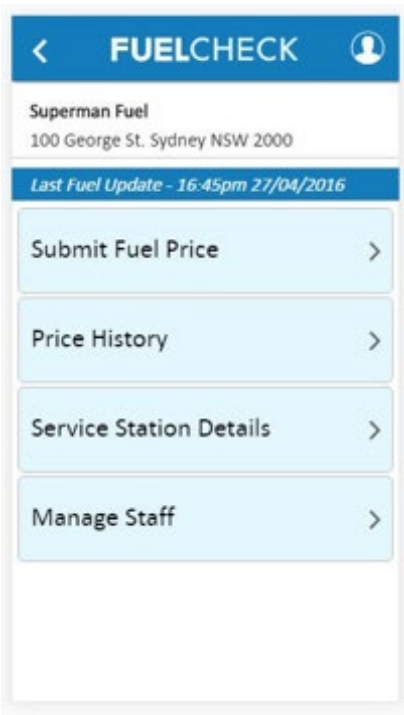 FUELCHECK
Superman Fuel
100 George St. Sydney NSW 2000
Last Fuel Update - 16:45pm 27/04/2016
Submit Fuel Price
Price History
Service Station Details
Manage Staff